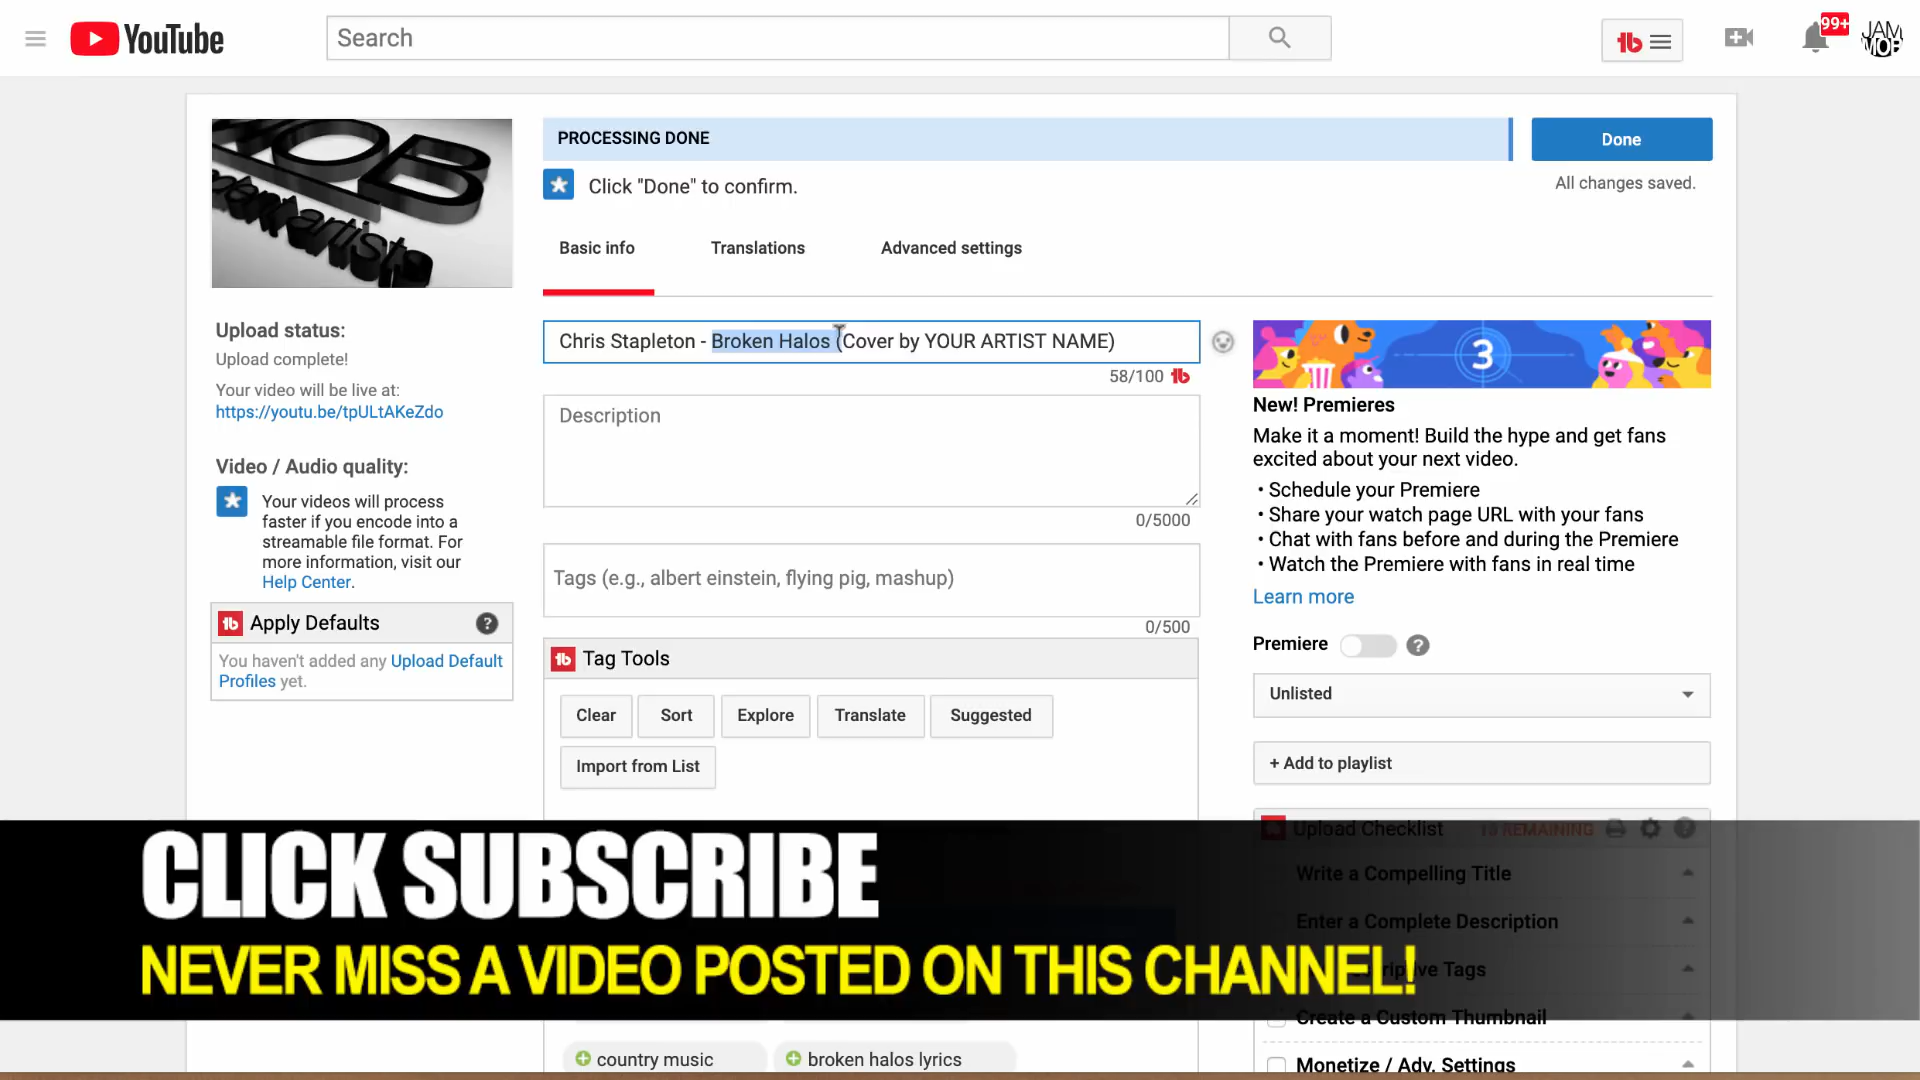 YouTube
Search
99+
JAM
MOB
PROCESSING DONE
Done
Click "Done" to confirm.
All changes saved.
Basic info
Translations
Advanced settings
Upload status:
Upload complete!
Your video will be live at:
https://youtu.be/tpULtAKeZdo
Video / Audio quality:
Your videos will process
faster if you encode into a
streamable file format. For
more information, visit our
Help Center.
Apply Defaults
You haven't added any Upload Default
Profiles yet.
Chris Stapleton - Broken Halos (Cover by YOUR ARTIST NAME)
58/100
Description
0/5000
Tags (e.g., albert einstein, flying pig, mashup)
0/500
Tag Tools
Clear
Sort
Explore
Translate
Suggested
Import from List
country music
broken halos lyrics
3
New! Premieres
Make it a moment! Build the hype and get fans
excited about your next video.
• Schedule your Premiere
• Share your watch page URL with your fans
• Chat with fans before and during the Premiere
• Watch the Premiere with fans in real time
Learn more
Premiere
Unlisted
+ Add to playlist
Upload Checklist
REMAINING
Write a Compelling Title
Enter a Complete Description
Tags
Create a Custom Thumbnail
Monetize / Adv. Settings
CLICK SUBSCRIBE
NEVER MISS A VIDEO POSTED ON THIS CHANNEL!